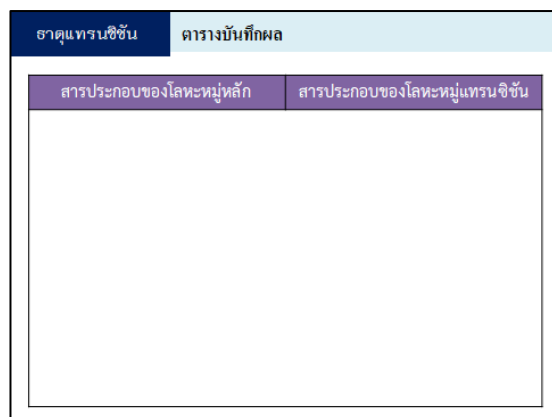 ธาตุแทรนซิชัน ตารางบันทึกผล
สารประกอบของโลหะหมู่หลัก สารประกอบของโลหะหมู่แทรนซิชัน